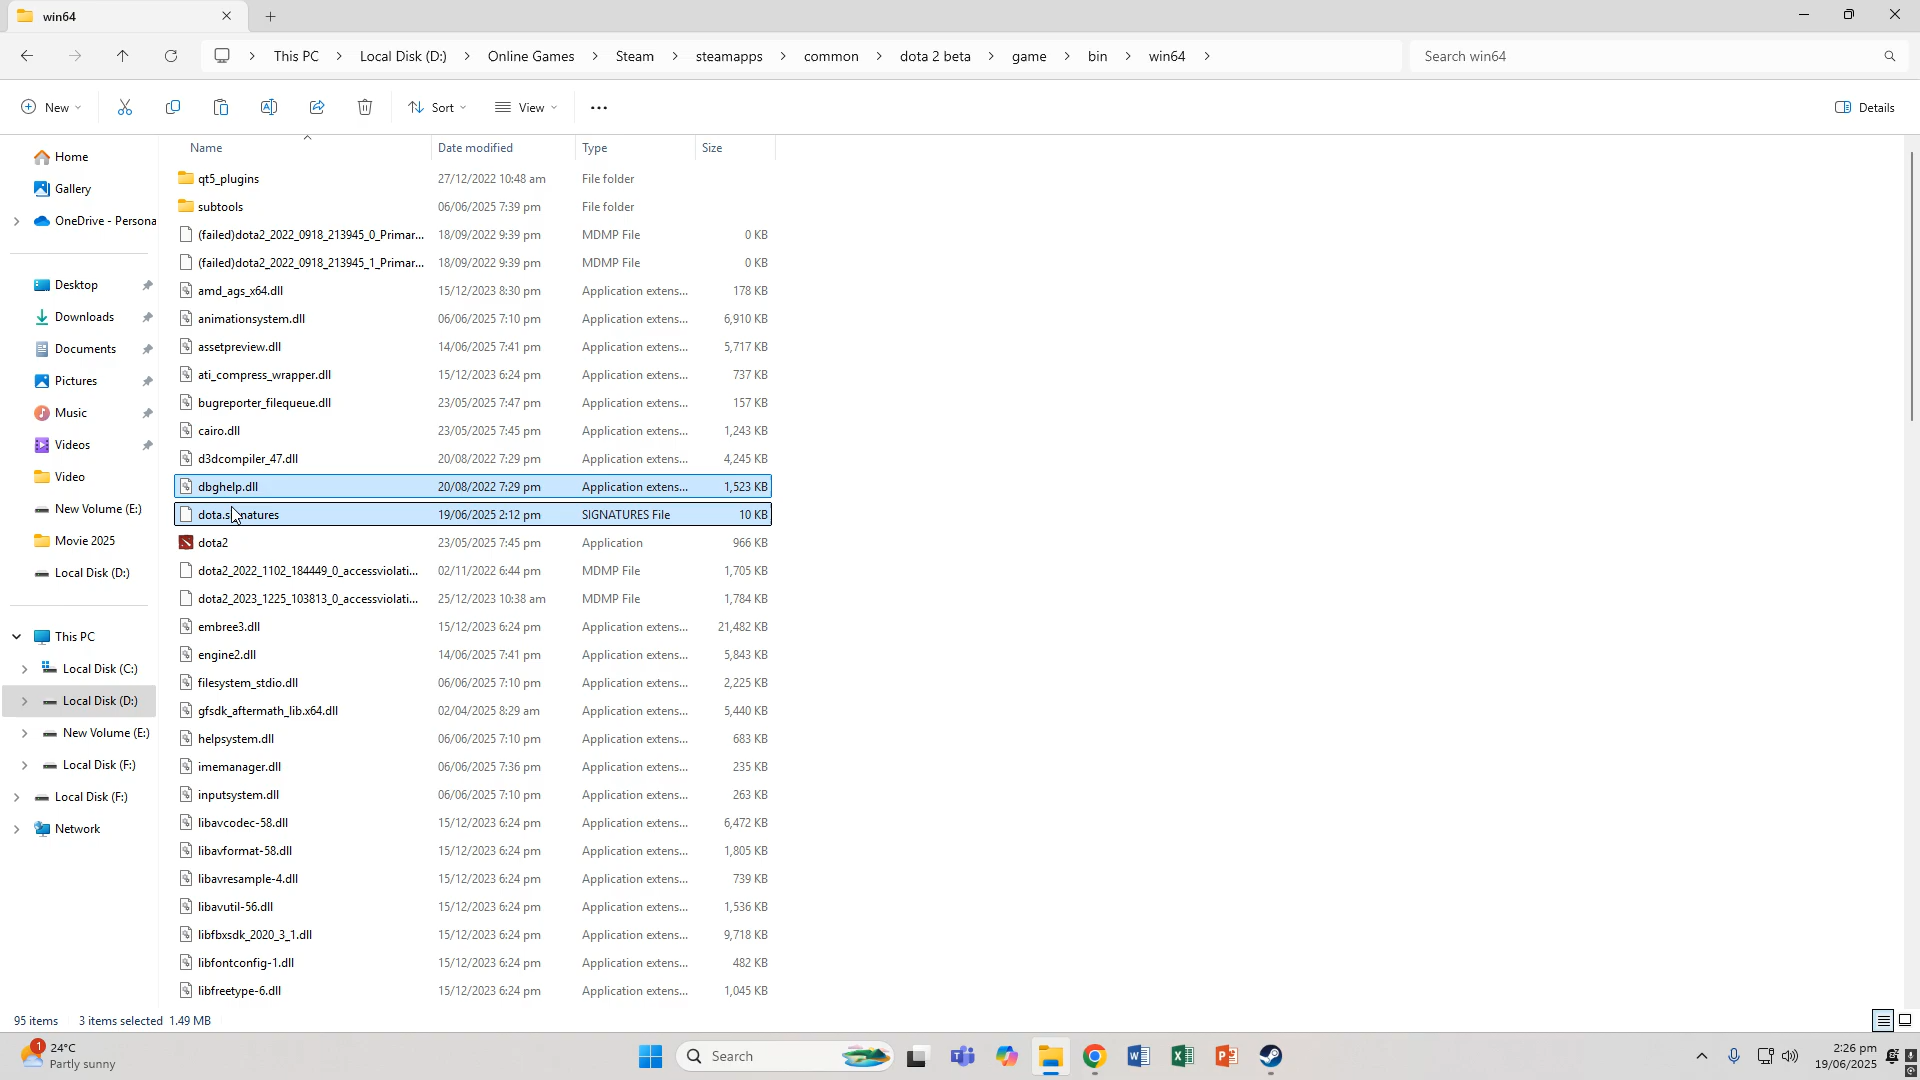 win64
This PC > Local Disk (D:) > Online Games > Steam > steamapps > common > dota 2 beta > game > bin > win64 >
Search win64
New
Sort
View
Details
Name Date modified Type Size
Home
Gallery
OneDrive - Persona
Desktop
Downloads
Documents
Pictures
Music
Videos
Video
New Volume (E:)
Movie 2025
Local Disk (D:)
This PC
Local Disk (C:)
Local Disk (D:)
New Volume (E:)
Local Disk (F:)
Local Disk (F:)
Network
qt5_plugins 27/12/2022 10:48 am File folder
subtools 06/06/2025 7:39 pm File folder
(failed)dota2_2022_0918_213945_0_Primar... 18/09/2022 9:39 pm MDMP File 0 KB
(failed)dota2_2022_0918_213945_1_Primar... 18/09/2022 9:39 pm MDMP File 0 KB
amd_ags_x64.dll 15/12/2023 8:30 pm Application extens... 178 KB
animationsystem.dll 06/06/2025 7:10 pm Application extens... 6,910 KB
assetpreview.dll 14/06/2025 7:41 pm Application extens... 5,717 KB
ati_compress_wrapper.dll 15/12/2023 6:24 pm Application extens... 737 KB
bugreporter_filequeue.dll 23/05/2025 7:47 pm Application extens... 157 KB
cairo.dll 23/05/2025 7:45 pm Application extens... 1,243 KB
d3dcompiler_47.dll 20/08/2022 7:29 pm Application extens... 4,245 KB
dbghelp.dll 20/08/2022 7:29 pm Application extens... 1,523 KB
dota.signatures 19/06/2025 2:12 pm SIGNATURES File 10 KB
dota2 23/05/2025 7:45 pm Application 966 KB
dota2_2022_1102_184449_0_accessviolati... 02/11/2022 6:44 pm MDMP File 1,705 KB
dota2_2023_1225_103813_0_accessviolati... 25/12/2023 10:38 am MDMP File 1,784 KB
embree3.dll 15/12/2023 6:24 pm Application extens... 21,482 KB
engine2.dll 14/06/2025 7:41 pm Application extens... 5,843 KB
filesystem_stdio.dll 06/06/2025 7:10 pm Application extens... 2,225 KB
gfsdk_aftermath_lib.x64.dll 02/04/2025 8:29 am Application extens... 5,440 KB
helpsystem.dll 06/06/2025 7:10 pm Application extens... 683 KB
imemanager.dll 06/06/2025 7:36 pm Application extens... 235 KB
inputsystem.dll 06/06/2025 7:10 pm Application extens... 263 KB
libavcodec-58.dll 15/12/2023 6:24 pm Application extens... 6,472 KB
libavformat-58.dll 15/12/2023 6:24 pm Application extens... 1,805 KB
libavresample-4.dll 15/12/2023 6:24 pm Application extens... 739 KB
libavutil-56.dll 15/12/2023 6:24 pm Application extens... 1,536 KB
libfbxsdk_2020_3_1.dll 15/12/2023 6:24 pm Application extens... 9,718 KB
libfontconfig-1.dll 15/12/2023 6:24 pm Application extens... 482 KB
libfreetype-6.dll 15/12/2023 6:24 pm Application extens... 1,045 KB
95 items 3 items selected 1.49 MB
1
24°C
Partly sunny
Search
2:26 pm
19/06/2025